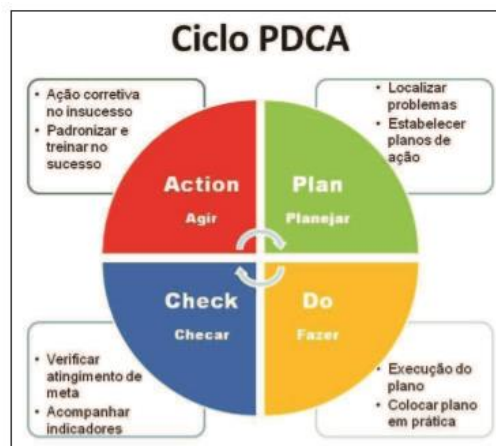 Ciclo PDCA
• Ação corretiva
no insucesso
• Padronizar e
treinar no
sucesso
• Localizar
problemas
• Estabelecer
planos de
ação
Action
Agir
Plan
Planejar
Check
Checar
Do
Fazer
• Verificar
atingimento de
meta
• Acompanhar
indicadores
• Execução do
plano
• Colocar plano
em prática